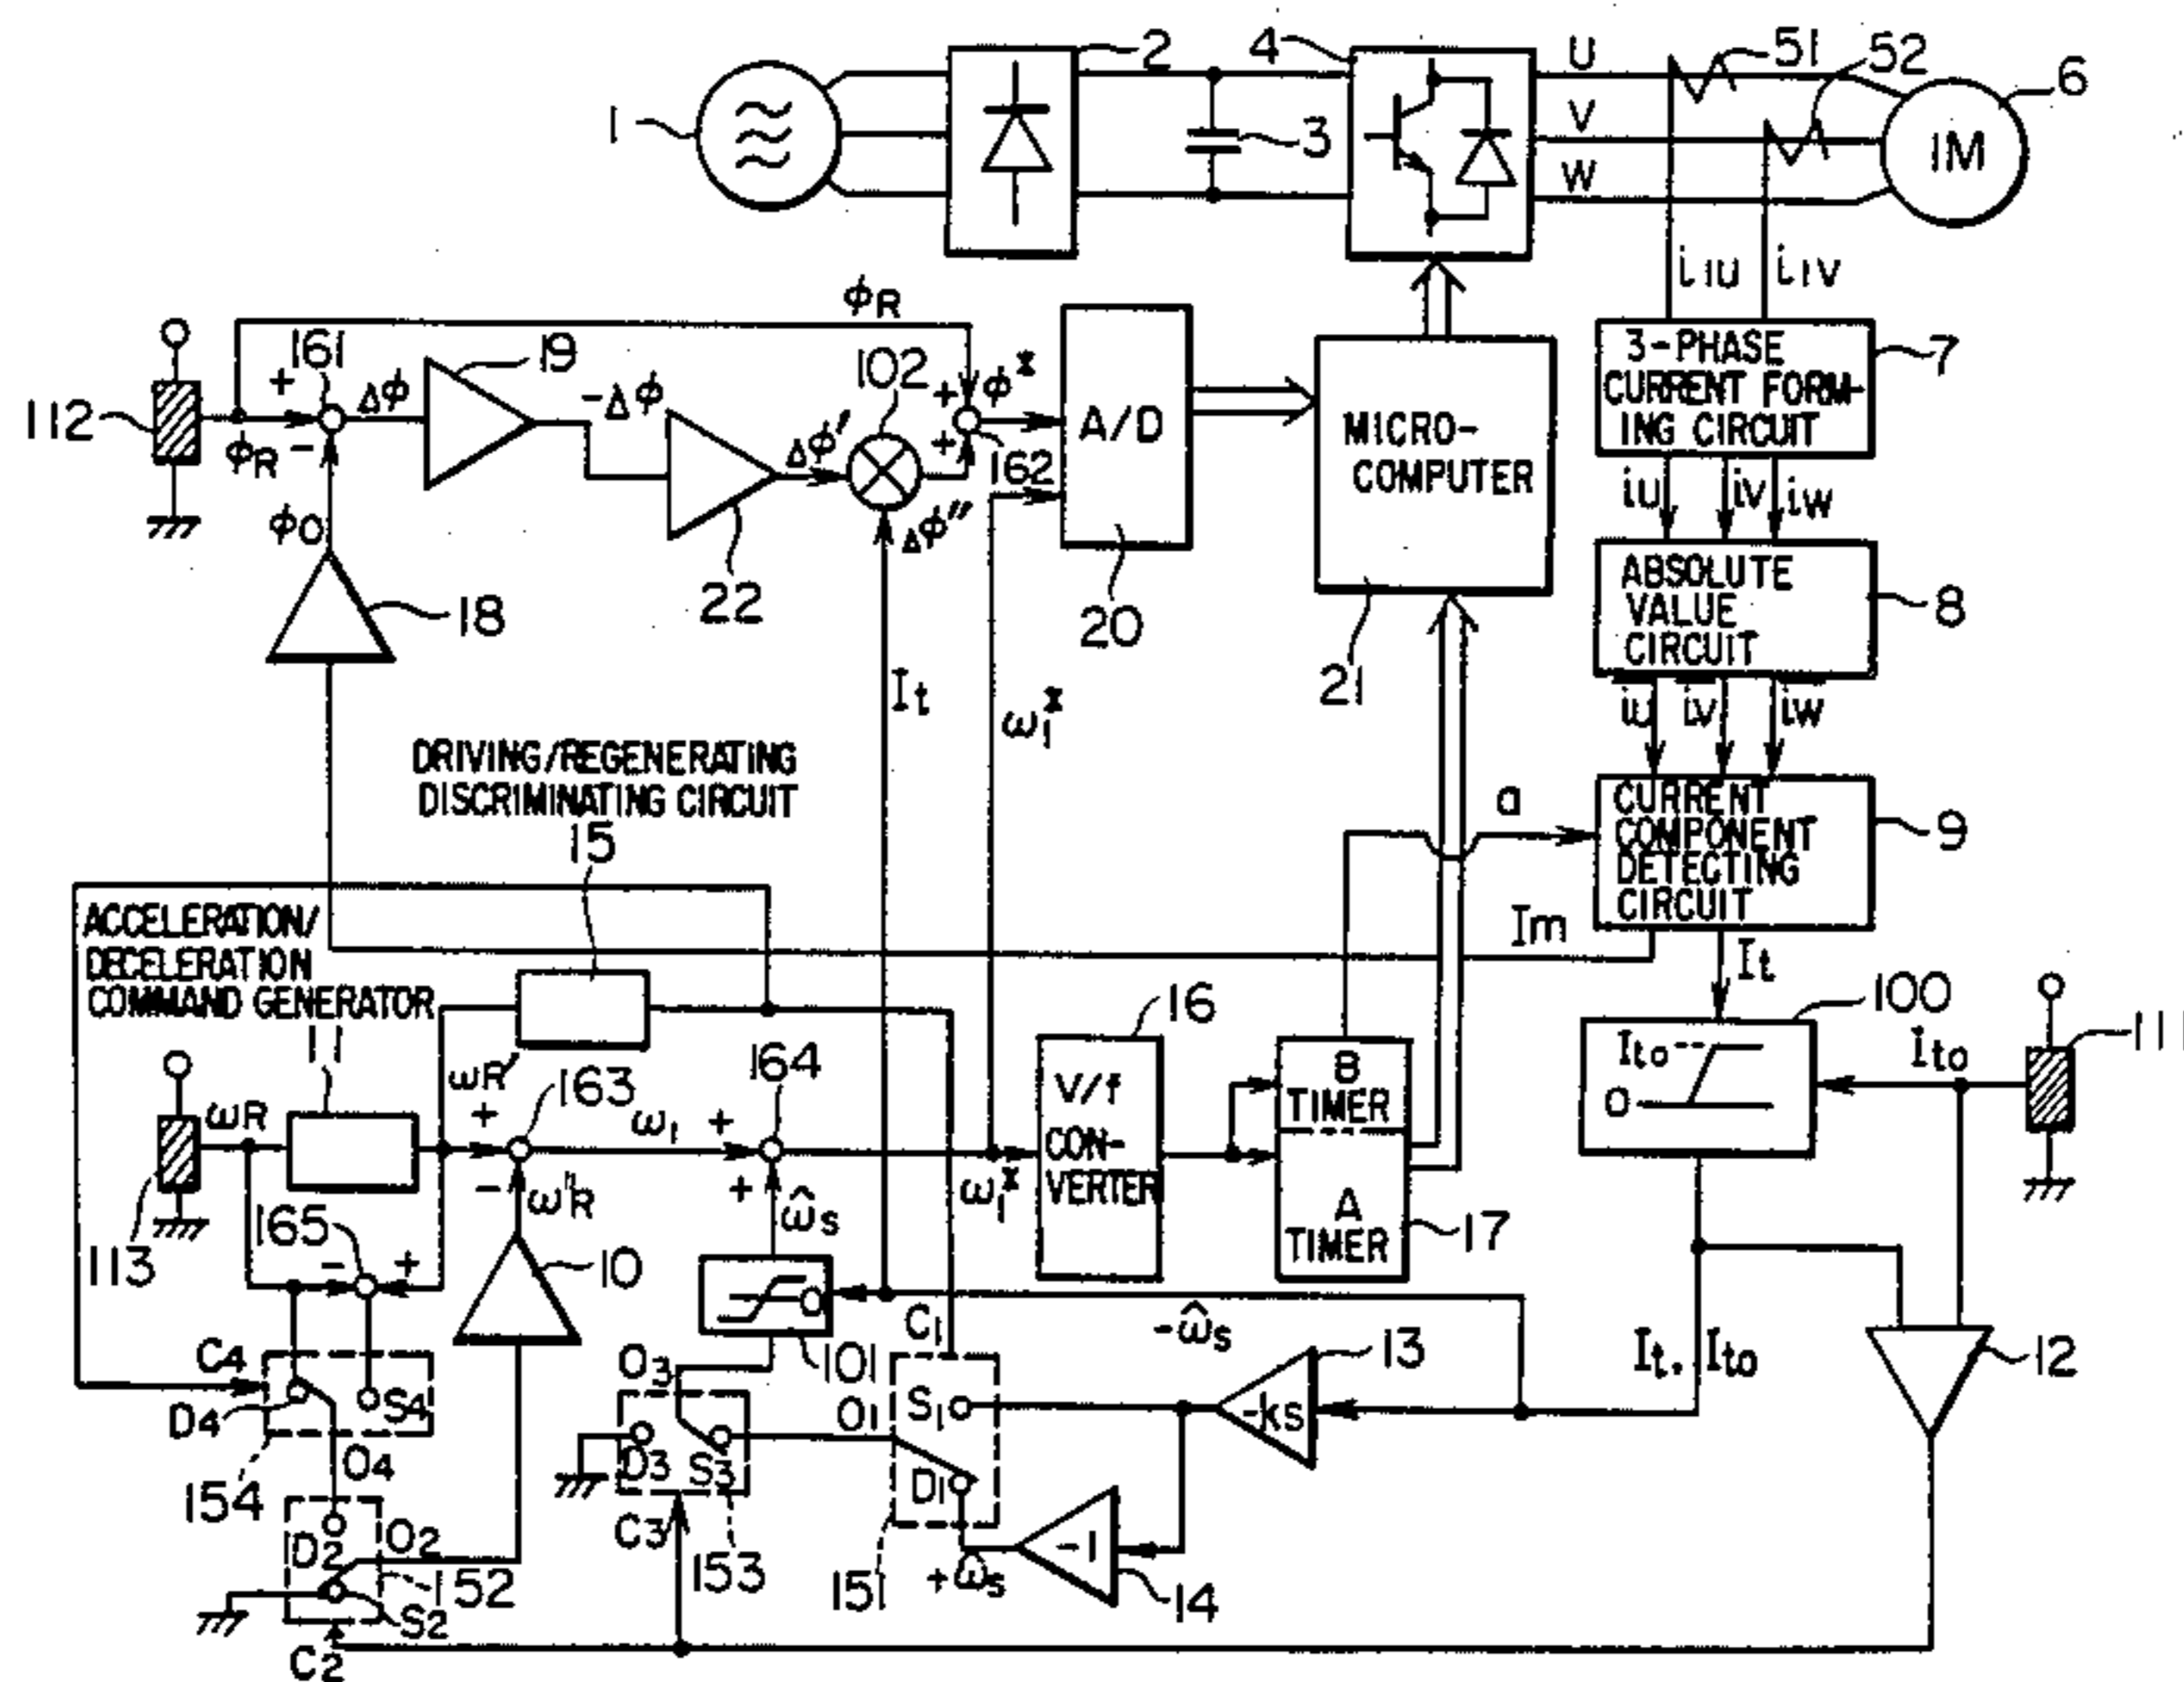 1
2
3
4
U
V
W
51
52
6
IM
i1U
i1V
3-PHASE
CURRENT FORM-
ING CIRCUIT
7
iU
iV
iW
ABSOLUTE
VALUE
CIRCUIT
8
iU
iV
iW
CURRENT
COMPONENT
DETECTING
CIRCUIT
9
a
Im
It
100
Ito
0
ito
111
112
+
φR
-
161
Δφ
19
-Δφ
22
Δφ'
102
Δφ"
φR
+
+
φ*
162
A/D
20
MICRO-
COMPUTER
21
φ0
18
It
ω1*
DRIVING/REGENERATING
DISCRIMINATING CIRCUIT
15
ACCELERATION/
DECELERATION
COMMAND GENERATOR
11
113
ωR
ωR'
+
163
-
ω"R
ω1
+
164
+
ω̂s
ω1*
16
V/f
CON-
VERTER
B
TIMER
A
TIMER
17
165
-
+
10
101
0
C1
-ω̂s
13
-ks
It, Ito
12
C4
D4
S4
154
O4
D2
O2
152
S2
C2
O3
D3
S3
C3
153
O1
S1
D1
151
+ω̂s
-1
14